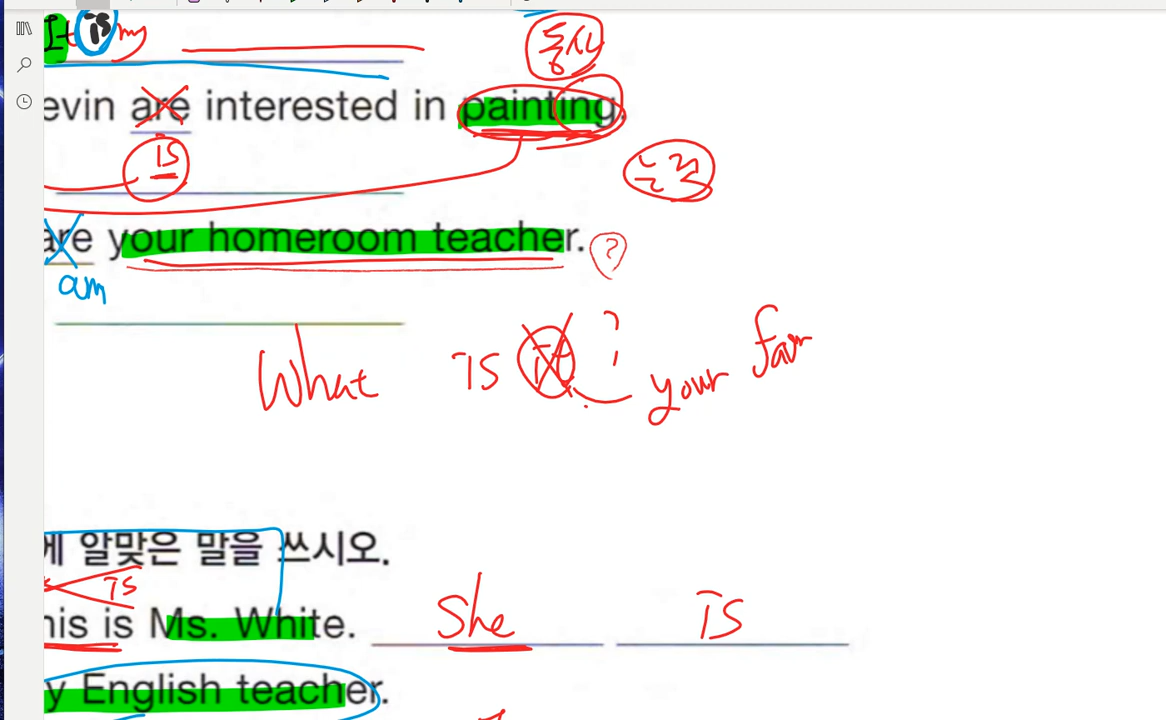 It is my
동사
evin are interested in painting.
is
노력
are your homeroom teacher. ?
am
What is it ? your fav
에 알맞은 말을 쓰시오.
is
his is Ms. White. She is
y English teacher.